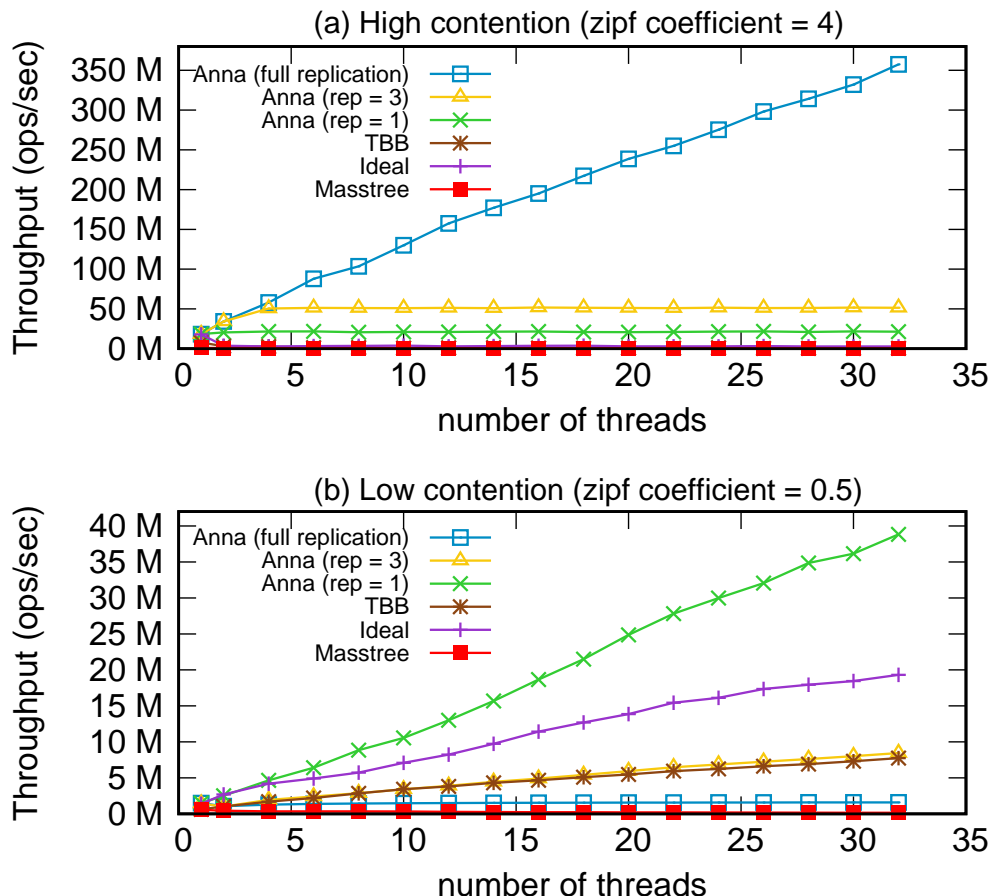 (a) High contention (zipf coefficient = 4)
Throughput (ops/sec)
350 M
300 M
250 M
200 M
150 M
100 M
50 M
0 M
Anna (full replication)
Anna (rep = 3)
Anna (rep = 1)
TBB
Ideal
Masstree
0 5 10 15 20 25 30 35
number of threads
(b) Low contention (zipf coefficient = 0.5)
Throughput (ops/sec)
40 M
35 M
30 M
25 M
20 M
15 M
10 M
5 M
0 M
Anna (full replication)
Anna (rep = 3)
Anna (rep = 1)
TBB
Ideal
Masstree
0 5 10 15 20 25 30 35
number of threads